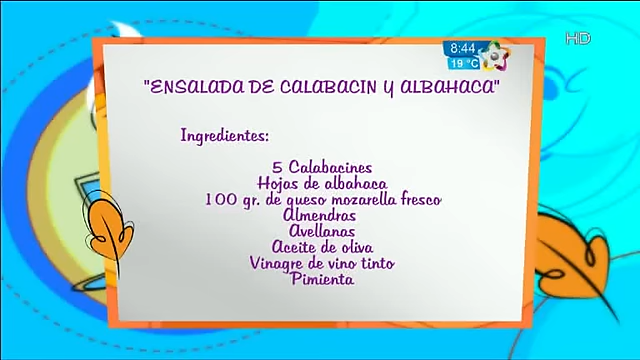 8:44
HD
19 °C
"ENSALADA DE CALABACIN Y ALBAHACA"
Ingredientes:
5 Calabacines
Hojas de albahaca
100 gr. de queso mozarella fresco
Almendras
Avellanas
Aceite de oliva
Vinagre de vino tinto
Pimienta